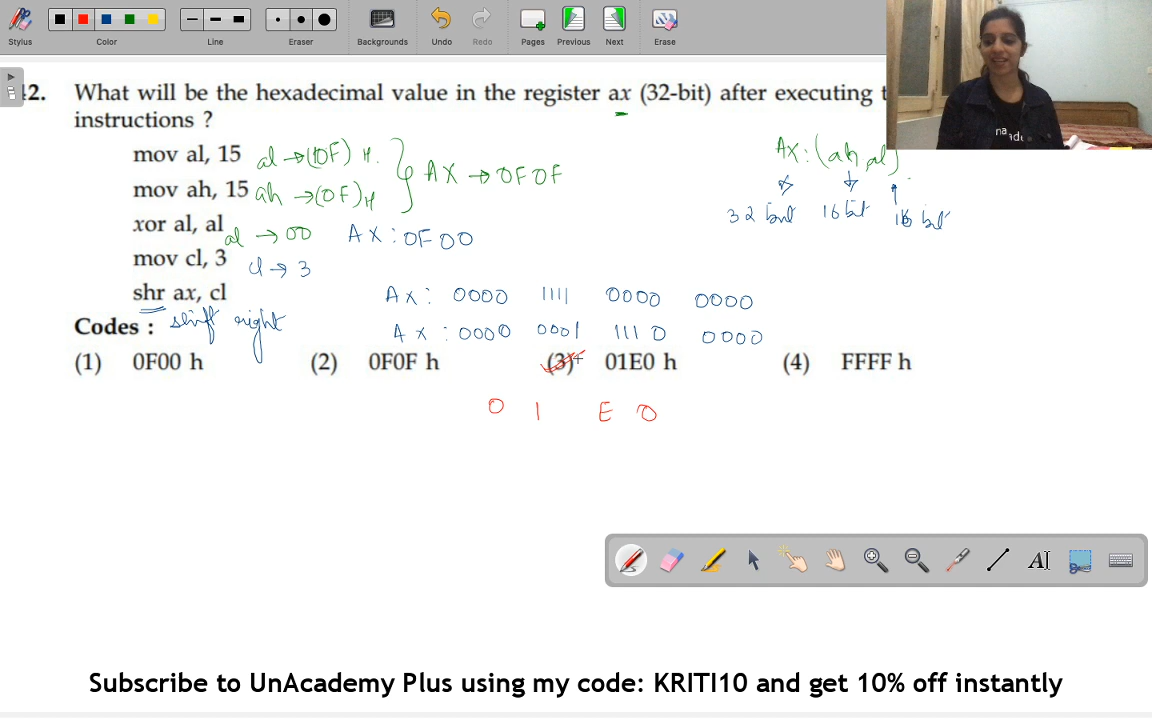 Stylus Color Line Eraser Backgrounds Undo Redo Pages Previous Next Erase
42. What will be the hexadecimal value in the register ax (32-bit) after executing t
instructions ?
mov al, 15 al → (0F) H. } AX → 0F0F AX : (ah al)
mov ah, 15 ah → (0F)H 32 bit 16 bit 16 bit
xor al, al al → 00 AX : 0F00
mov cl, 3 cl → 3
shr ax, cl AX : 0000 1111 0000 0000
Codes : shift right AX : 0000 0001 1110 0000
(1) 0F00 h (2) 0F0F h (3) 01E0 h (4) FFFF h
0 1 E 0
Subscribe to UnAcademy Plus using my code: KRITI10 and get 10% off instantly